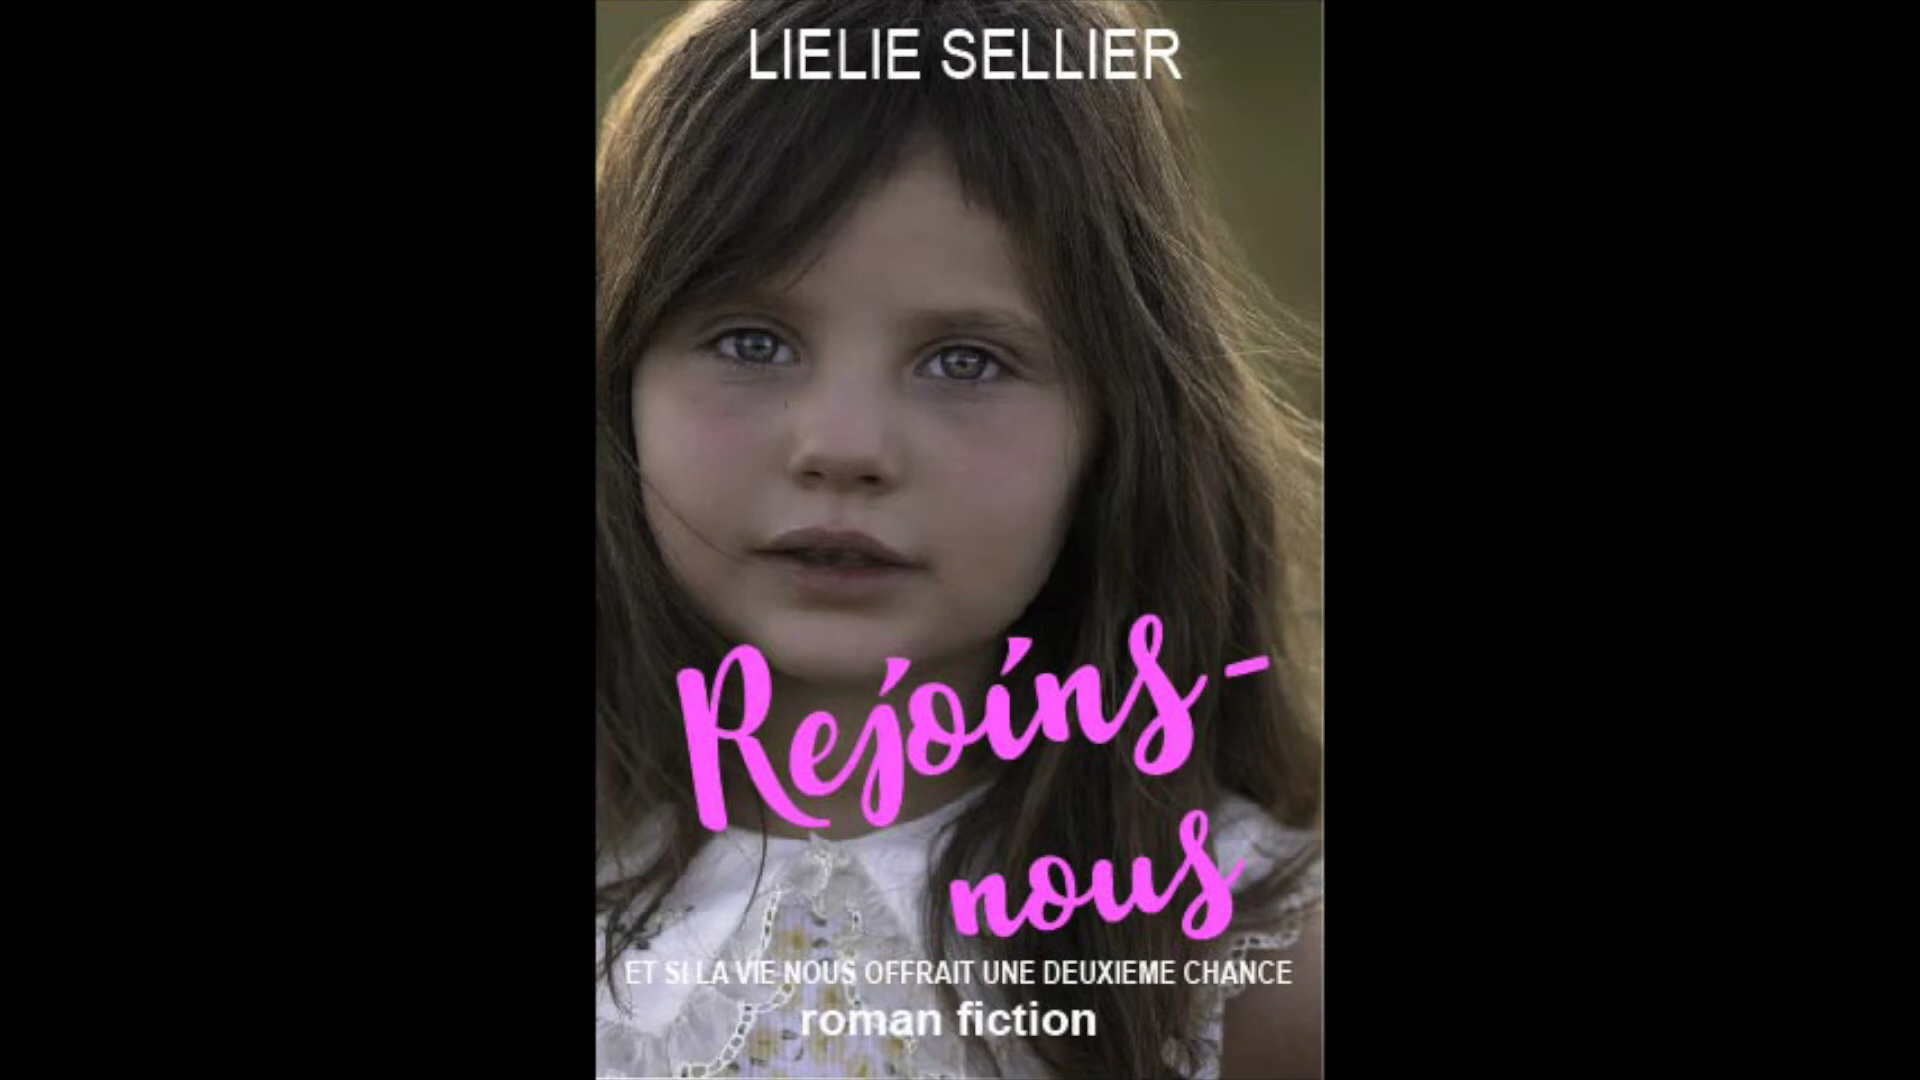 LIELIE SELLIER
Rejoins-
nous
ET SI LA VIE NOUS OFFRAIT UNE DEUXIEME CHANCE
roman fiction